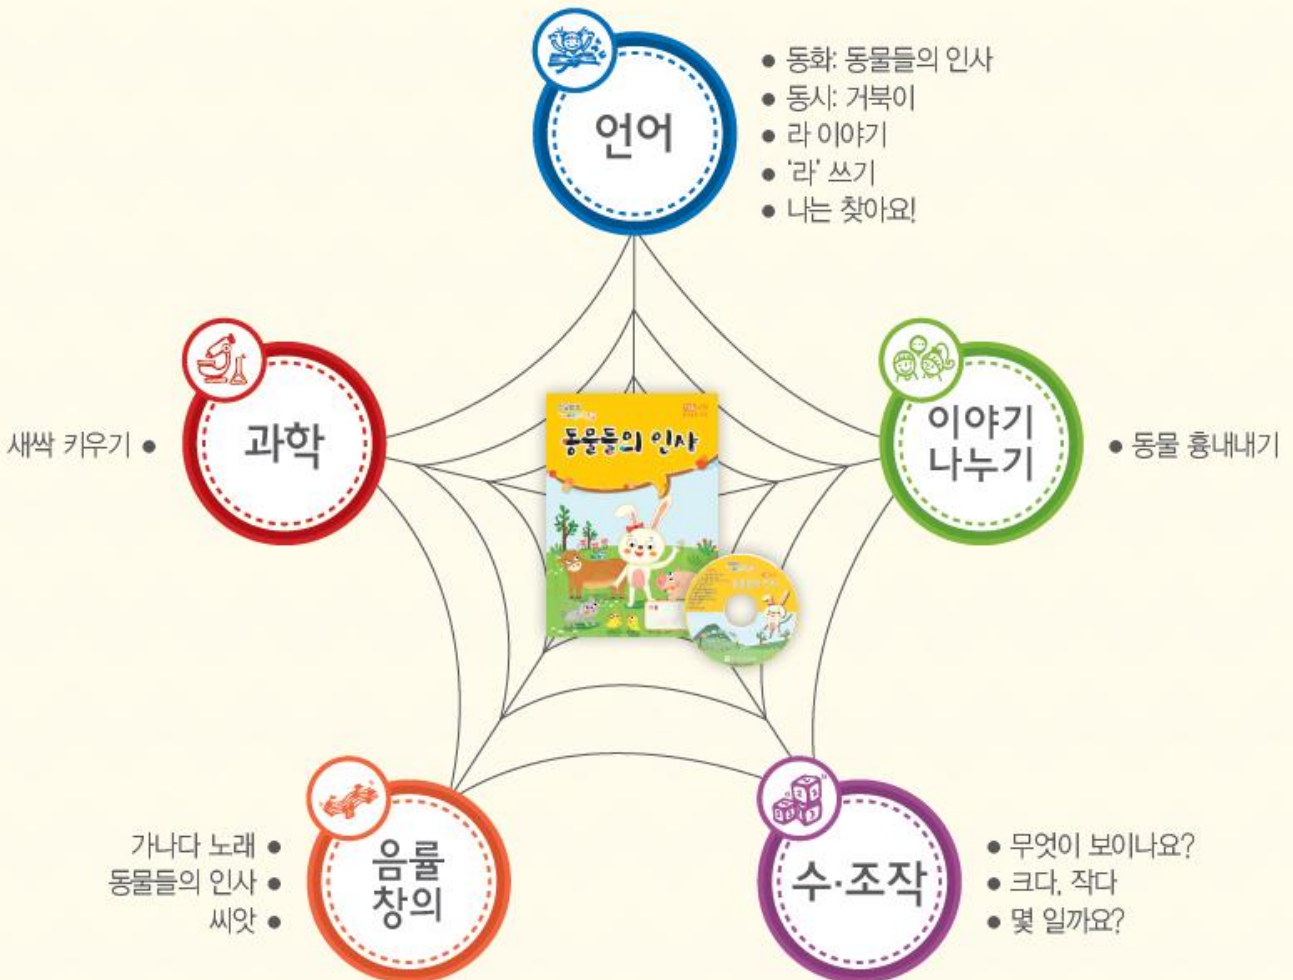 언어
동화: 동물들의 인사
동시: 거북이
라 이야기
'라' 쓰기
나는 찾아요!
과학
새싹 키우기
이야기
나누기
동물 흉내내기
동물들의 인사
음률
창의
가나다 노래
동물들의 인사
씨앗
수·조작
무엇이 보이나요?
크다, 작다
몇 일까요?